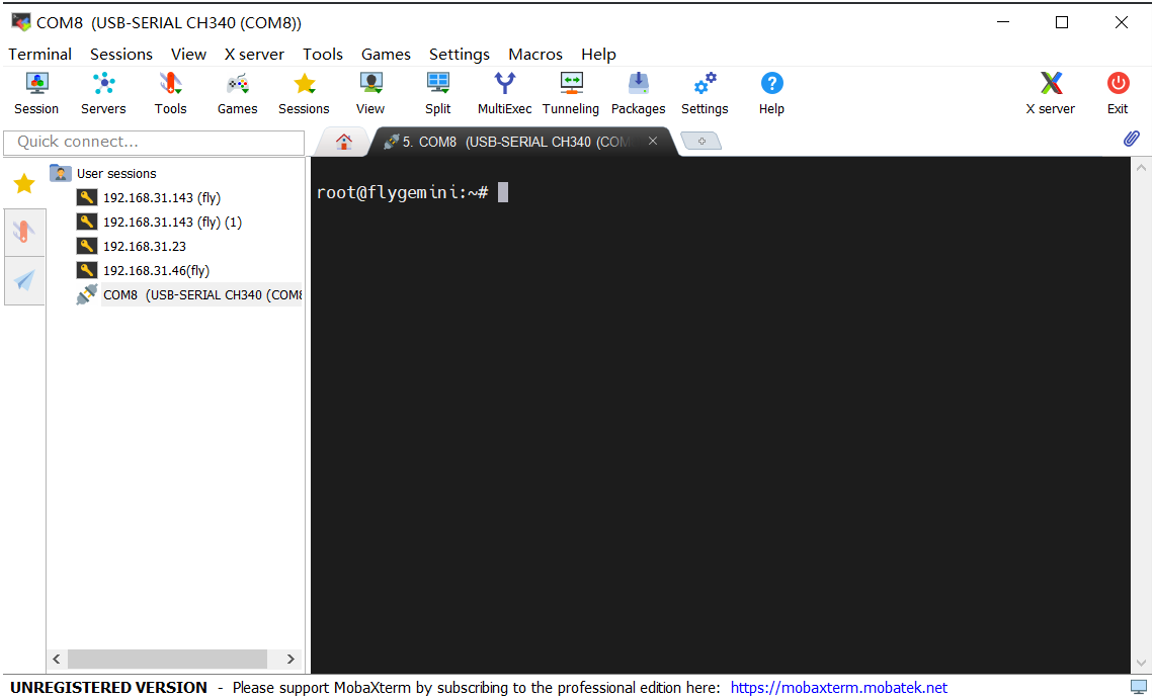 COM8 (USB-SERIAL CH340 (COM8))
Terminal Sessions View X server Tools Games Settings Macros Help
Session Servers Tools Games Sessions View Split MultiExec Tunneling Packages Settings Help X server Exit
Quick connect...
5. COM8 (USB-SERIAL CH340 (COM
User sessions
192.168.31.143 (fly)
192.168.31.143 (fly) (1)
192.168.31.23
192.168.31.46(fly)
COM8 (USB-SERIAL CH340 (COM8
root@flygemini:~#
UNREGISTERED VERSION - Please support MobaXterm by subscribing to the professional edition here: https://mobaxterm.mobatek.net